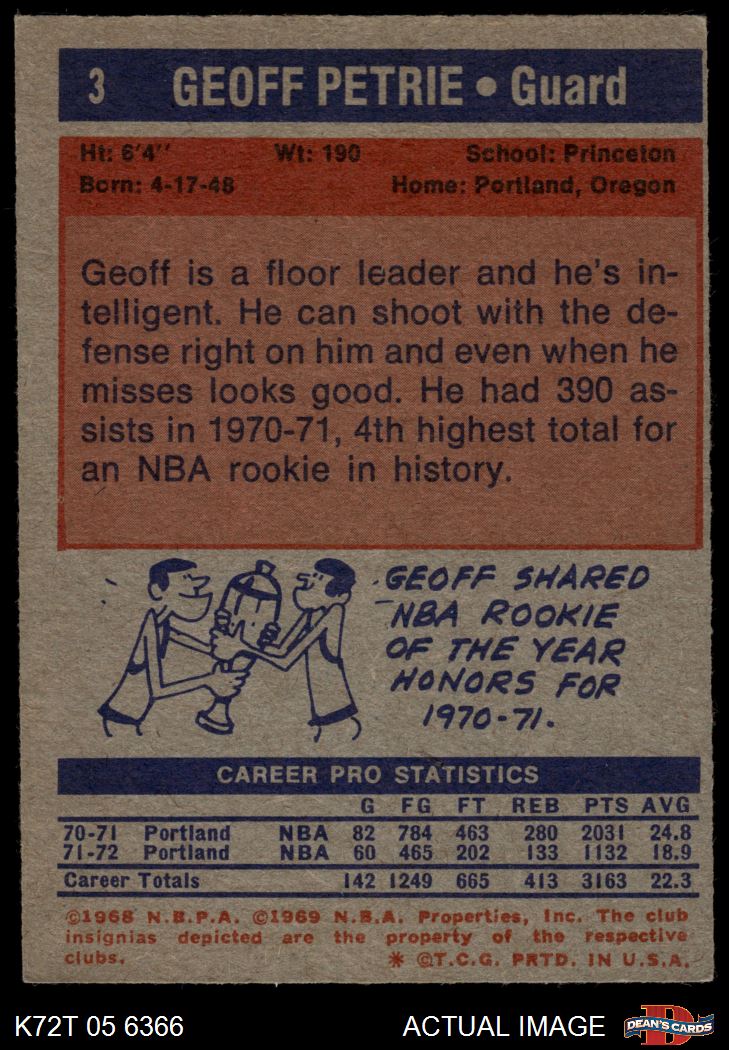 3 GEOFF PETRIE • Guard
Ht: 6'4'' Wt: 190 School: Princeton
Born: 4-17-48 Home: Portland, Oregon
Geoff is a floor leader and he's in-
telligent. He can shoot with the de-
fense right on him and even when he
misses looks good. He had 390 as-
sists in 1970-71, 4th highest total for
an NBA rookie in history.
GEOFF SHARED
NBA ROOKIE
OF THE YEAR
HONORS FOR
1970-71.
CAREER PRO STATISTICS
G FG FT REB PTS AVG
70-71 Portland NBA 82 784 463 280 2031 24.8
71-72 Portland NBA 60 465 202 133 1132 18.9
Career Totals 142 1249 665 413 3163 22.3
©1968 N.B.P.A. ©1969 N.B.A. Properties, Inc. The club
insignias depicted are the property of the respective
clubs. * ©T.C.G. PRTD. IN U.S.A.
K72T 05 6366 ACTUAL IMAGE DEAN'S CARDS